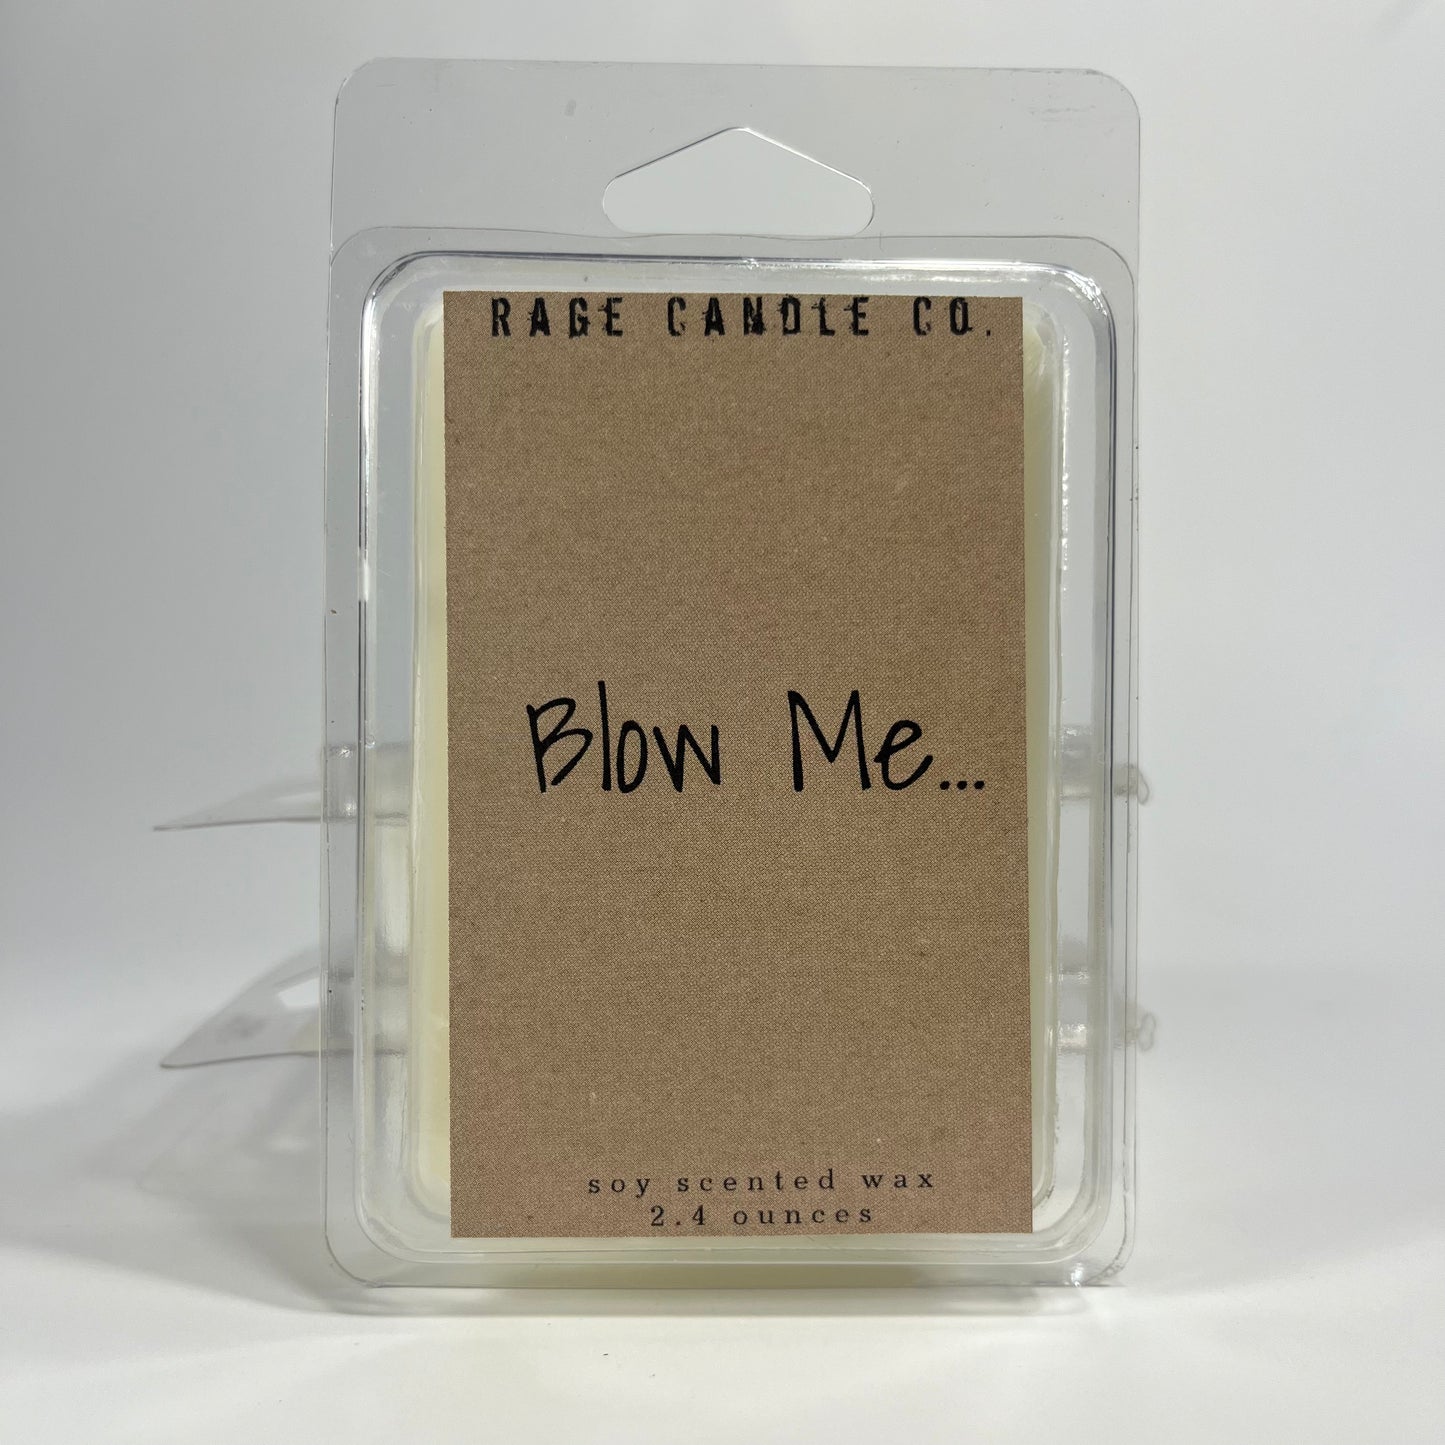 RAGE CANDLE CO.
Blow Me...
soy scented wax
2.4 ounces